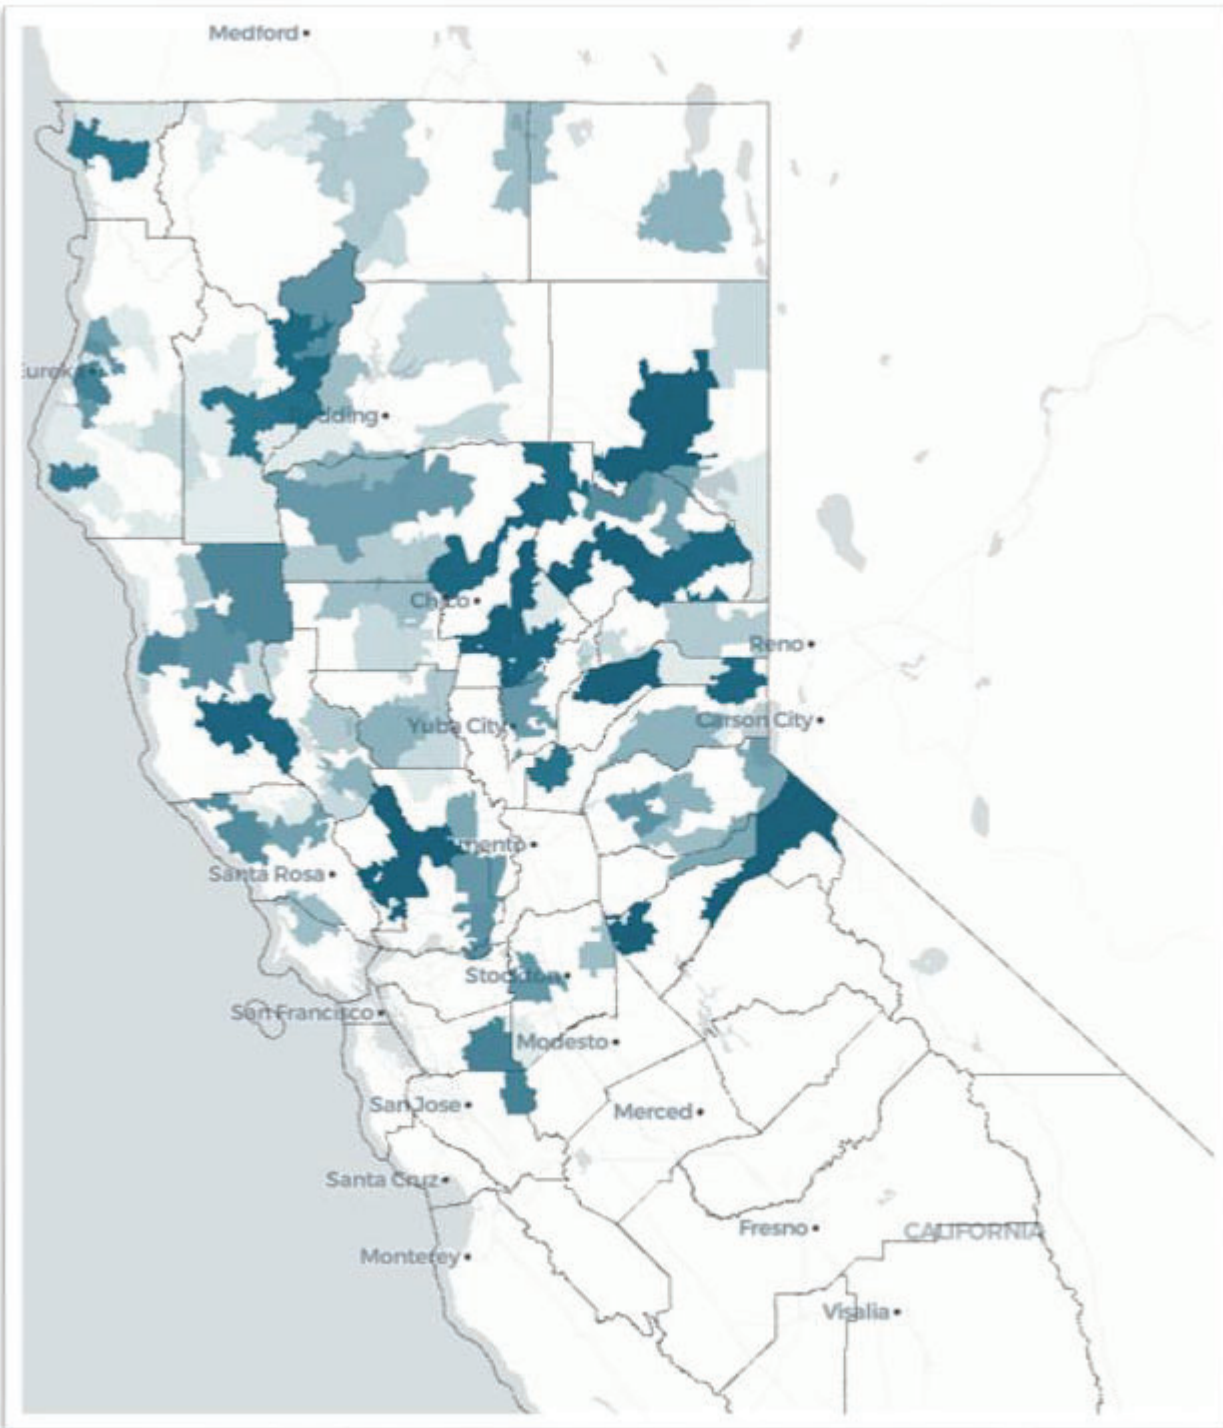 Medford
Eureka
Redding
Chico
Reno
Yuba City
Carson City
mento
Santa Rosa
Stockton
San Francisco
Modesto
San Jose
Merced
Santa Cruz
Fresno
CALIFORNIA
Monterey
Visalia